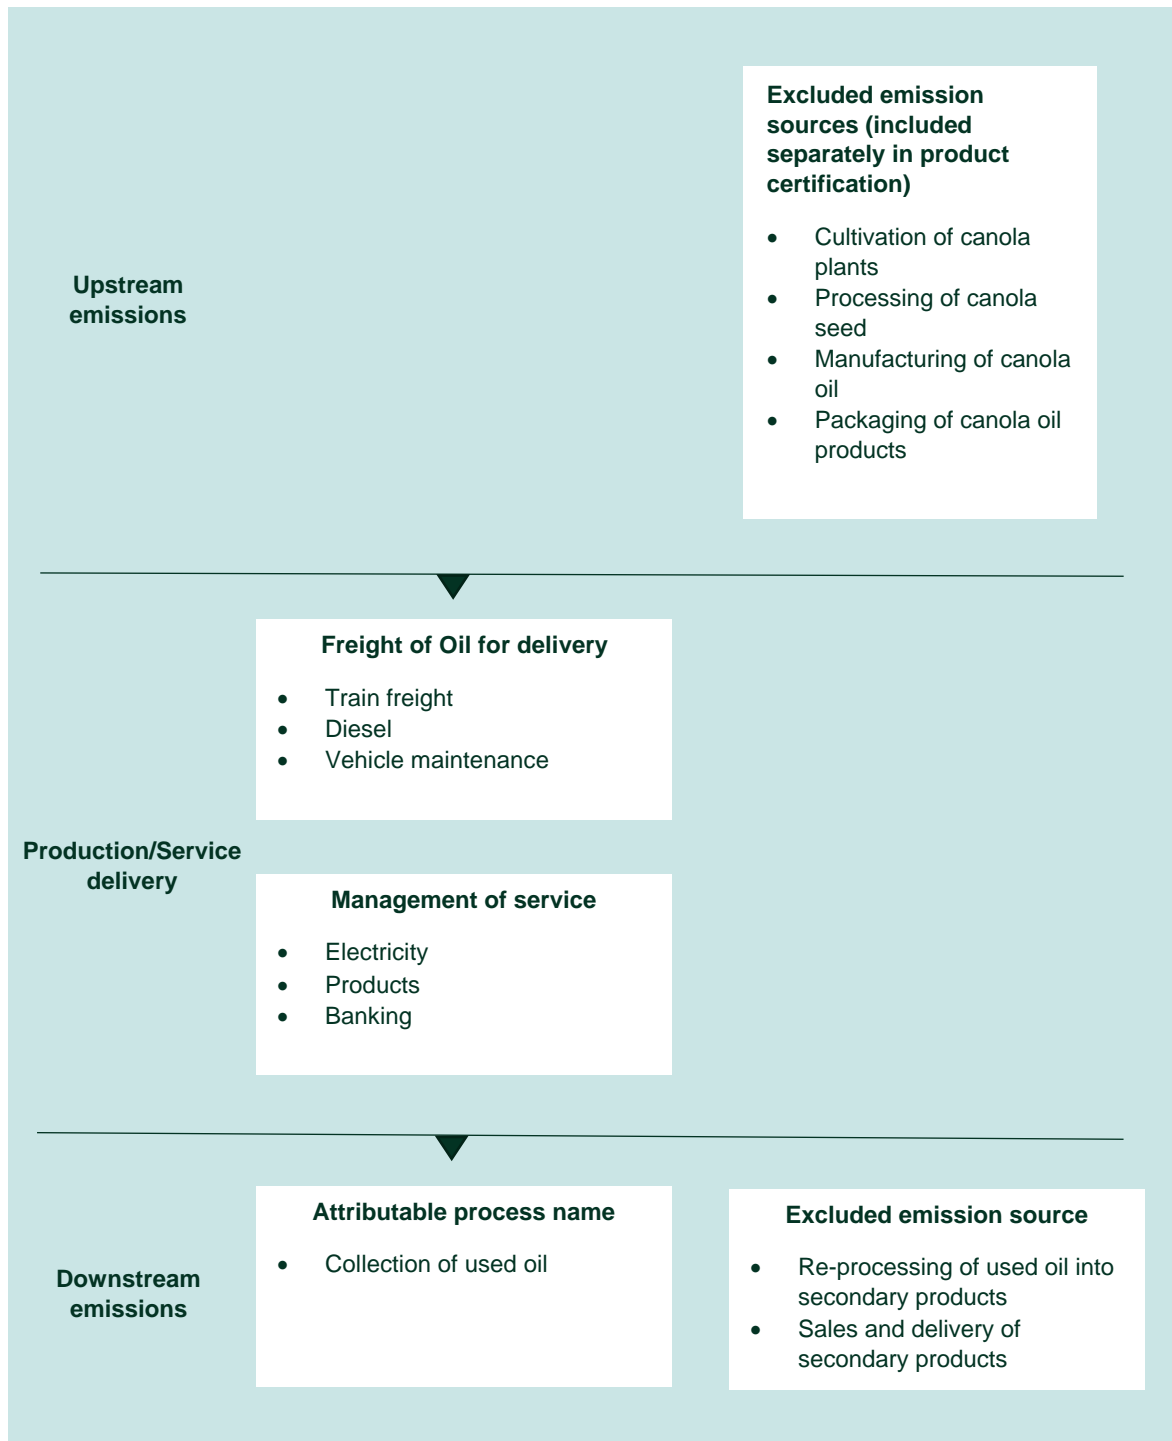 Upstream
emissions
Excluded emission
sources (included
separately in product
certification)
• Cultivation of canola
plants
• Processing of canola
seed
• Manufacturing of canola
oil
• Packaging of canola oil
products
Production/Service
delivery
Freight of Oil for delivery
• Train freight
• Diesel
• Vehicle maintenance
Management of service
• Electricity
• Products
• Banking
Downstream
emissions
Attributable process name
• Collection of used oil
Excluded emission source
• Re-processing of used oil into
secondary products
• Sales and delivery of
secondary products